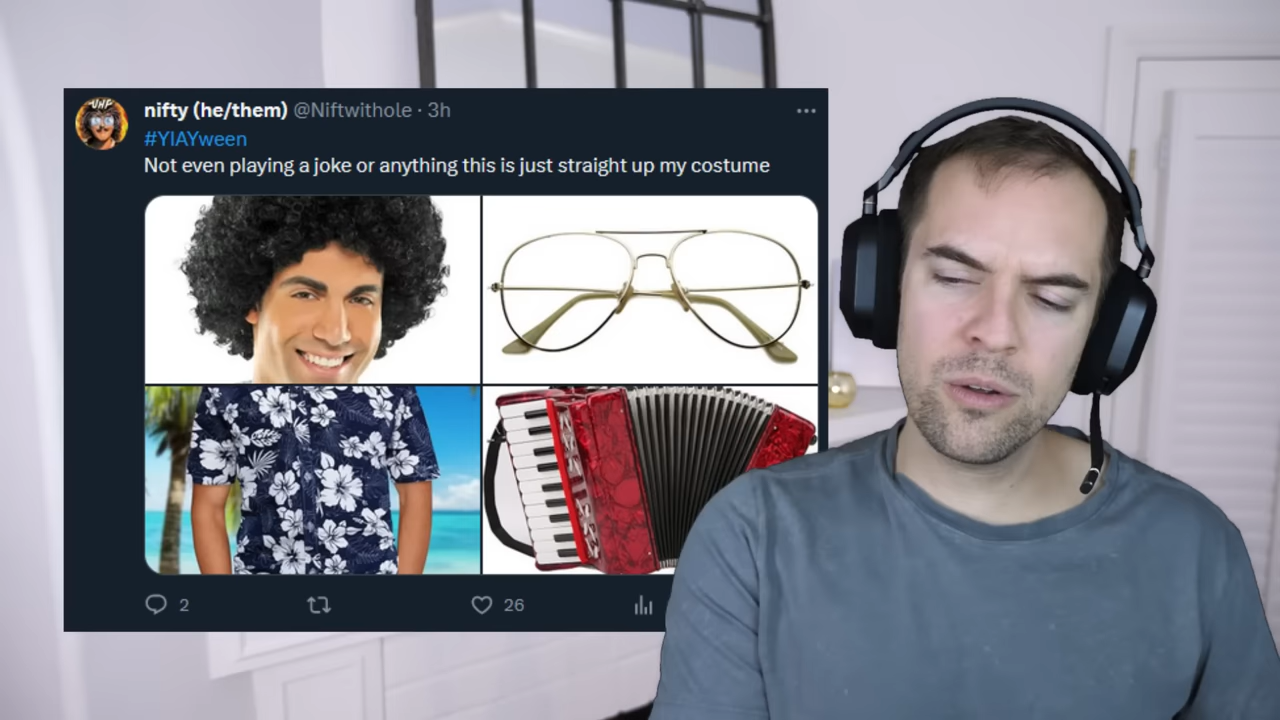 nifty (he/them) @Niftwithole · 3h
#YIAYween
Not even playing a joke or anything this is just straight up my costume
2
26
UHF